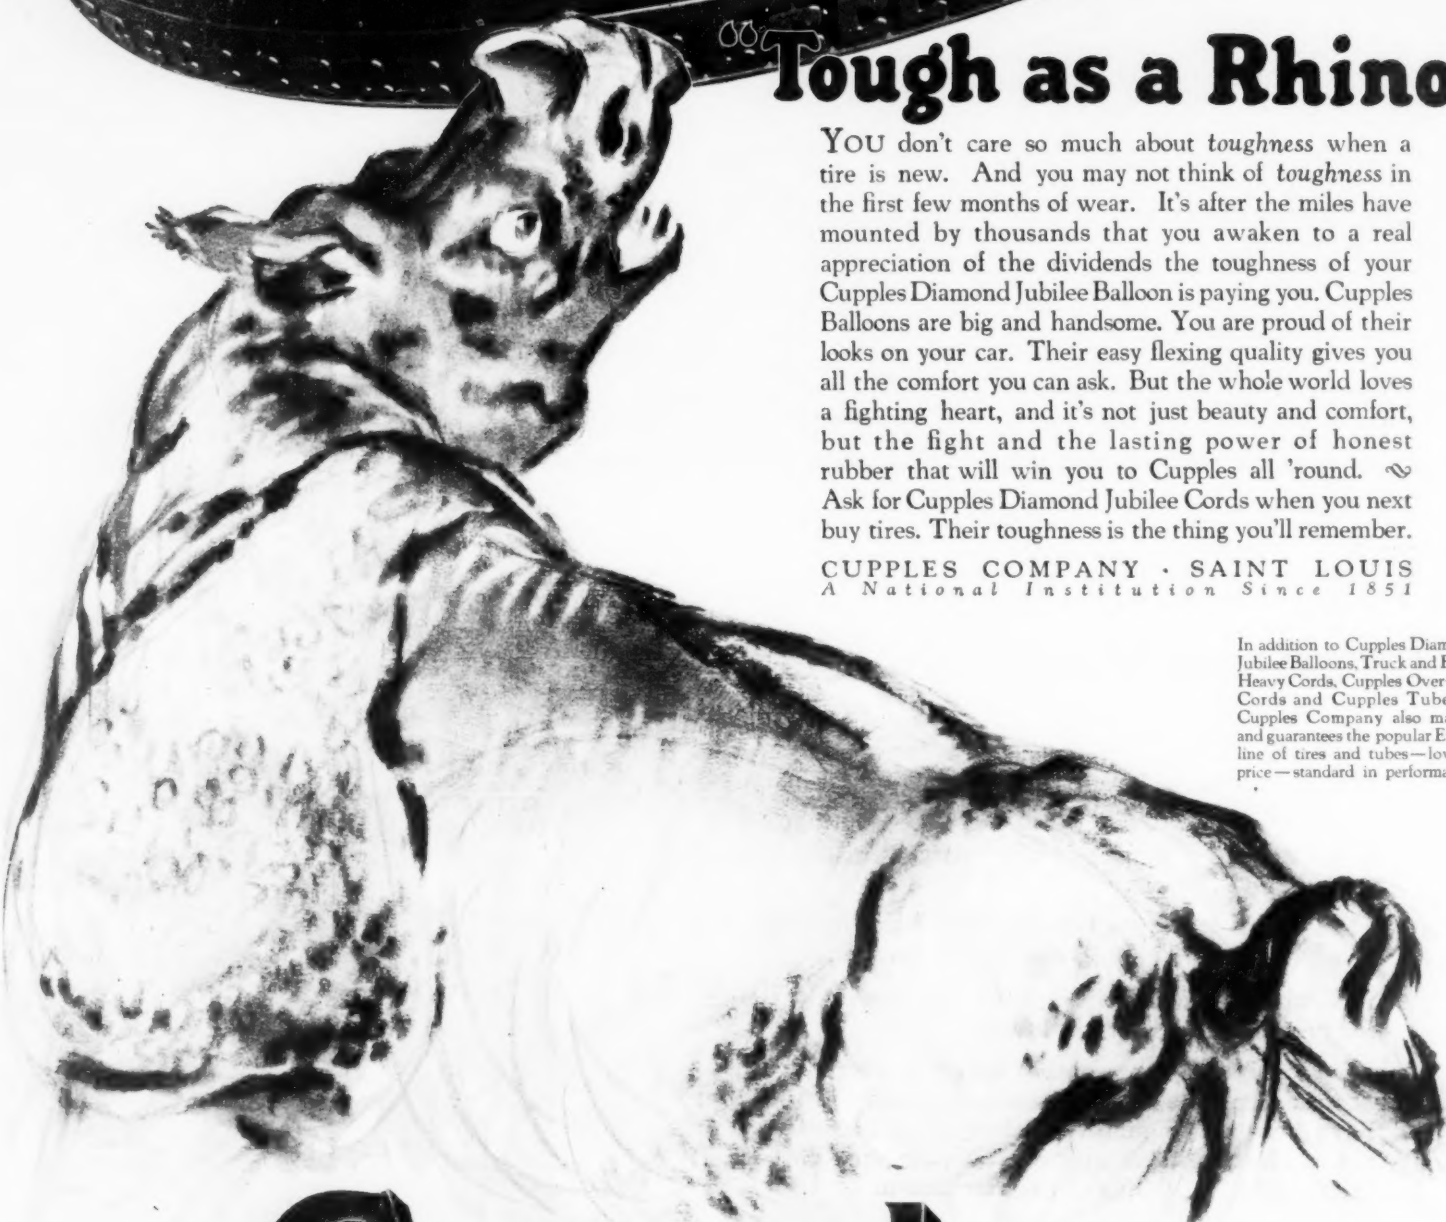 "Tough as a Rhino
YOU don't care so much about toughness when a
tire is new. And you may not think of toughness in
the first few months of wear. It's after the miles have
mounted by thousands that you awaken to a real
appreciation of the dividends the toughness of your
Cupples Diamond Jubilee Balloon is paying you. Cupples
Balloons are big and handsome. You are proud of their
looks on your car. Their easy flexing quality gives you
all the comfort you can ask. But the whole world loves
a fighting heart, and it's not just beauty and comfort,
but the fight and the lasting power of honest
rubber that will win you to Cupples all 'round.
Ask for Cupples Diamond Jubilee Cords when you next
buy tires. Their toughness is the thing you'll remember.
CUPPLES COMPANY · SAINT LOUIS
A National Institution Since 1851
In addition to Cupples
Jubilee Balloons, Truck and
Heavy Cords, Cupples
Cords and Cupples
Cupples Company also
and guarantees the popular
line of tires and tubes—
price—standard in